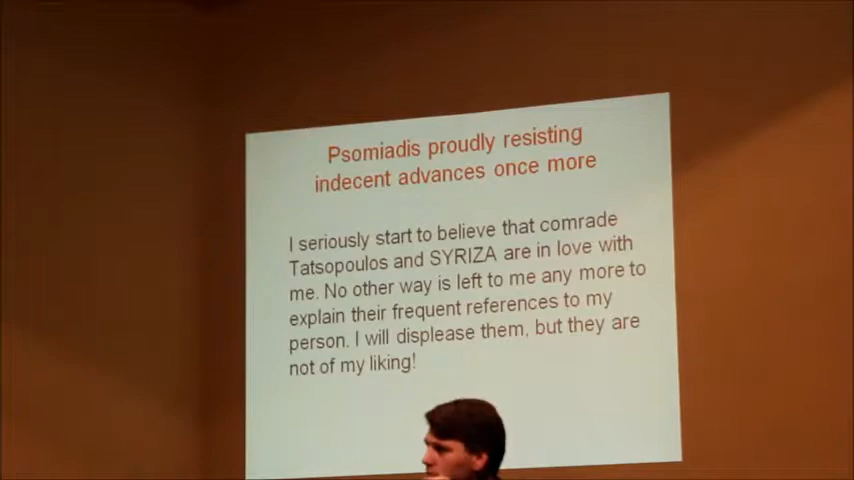 Psomiadis proudly resisting
indecent advances once more
I seriously start to believe that comrade
Tatsopoulos and SYRIZA are in love with
me. No other way is left to me any more to
explain their frequent references to my
person. I will displease them, but they are
not of my liking!